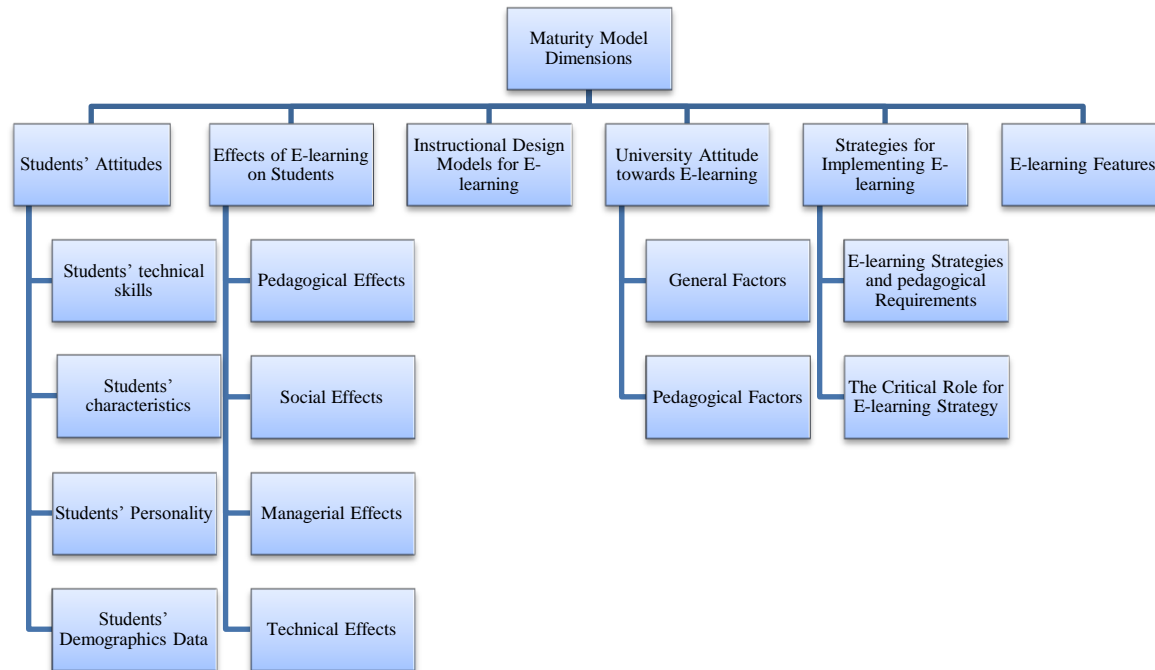 Maturity Model
Dimensions
Students’ Attitudes
Effects of E-learning
on Students
Instructional Design
Models for E-
learning
University Attitude
towards E-learning
Strategies for
Implementing E-
learning
E-learning Features
Students’ technical
skills
Students’
characteristics
Students’ Personality
Students’
Demographics Data
Pedagogical Effects
Social Effects
Managerial Effects
Technical Effects
General Factors
Pedagogical Factors
E-learning Strategies
and pedagogical
Requirements
The Critical Role for
E-learning Strategy